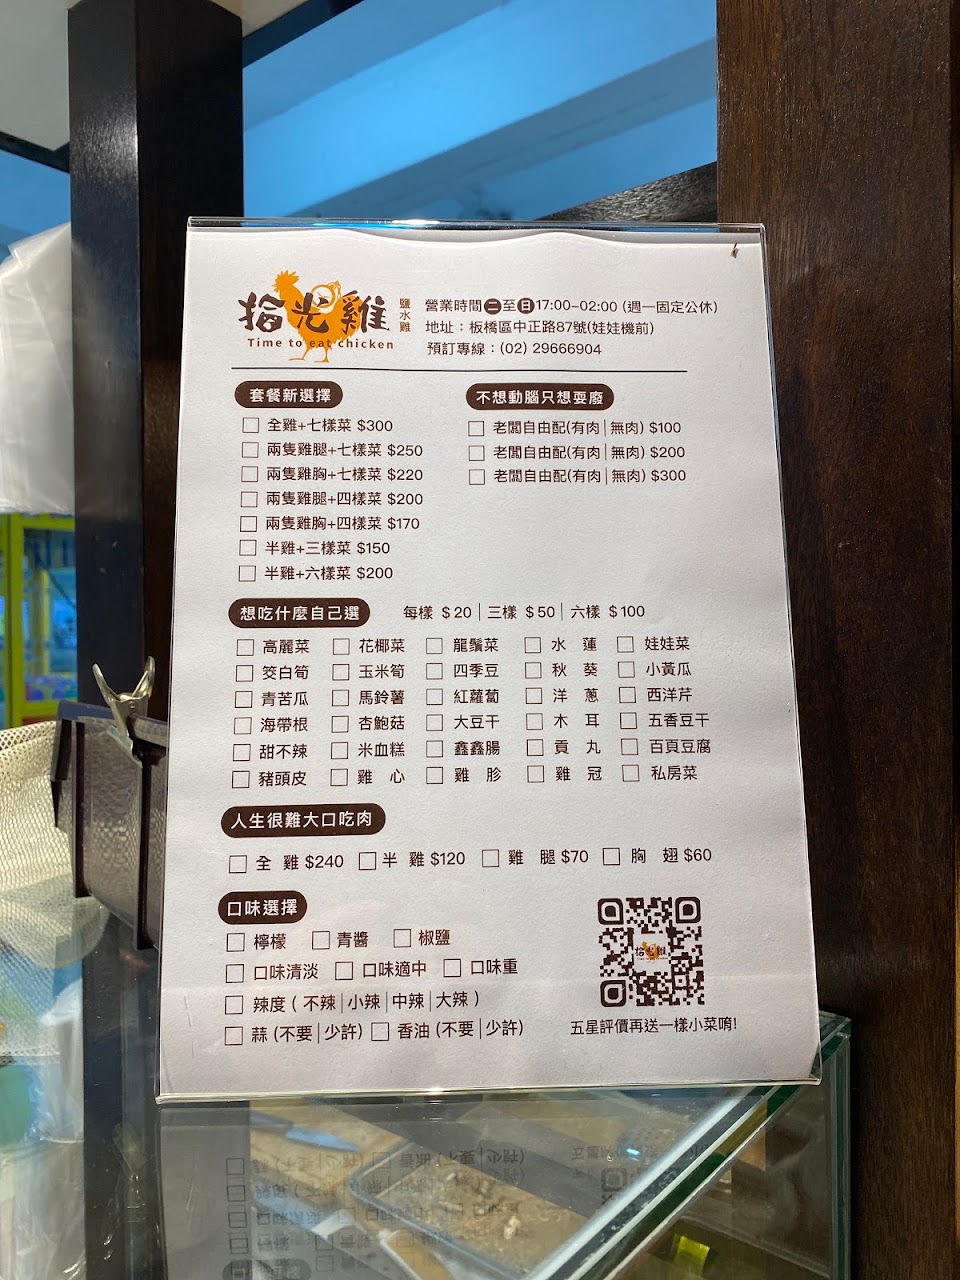 拾光雞 鹽水雞
Time to eat chicken
營業時間二至日17:00~02:00 (週一固定公休)
地址：板橋區中正路87號(娃娃機前)
預訂專線：(02) 29666904
套餐新選擇
全雞+七樣菜 $300
兩隻雞腿+七樣菜 $250
兩隻雞胸+七樣菜 $220
兩隻雞腿+四樣菜 $200
兩隻雞胸+四樣菜 $170
半雞+三樣菜 $150
半雞+六樣菜 $200
不想動腦只想耍廢
老闆自由配(有肉|無肉) $100
老闆自由配(有肉|無肉) $200
老闆自由配(有肉|無肉) $300
想吃什麼自己選 每樣 $20|三樣 $50|六樣 $100
高麗菜 花椰菜 龍鬚菜 水蓮 娃娃菜
筊白筍 玉米筍 四季豆 秋葵 小黃瓜
青苦瓜 馬鈴薯 紅蘿蔔 洋蔥 西洋芹
海帶根 杏鮑菇 大豆干 木耳 五香豆干
甜不辣 米血糕 鑫鑫腸 貢丸 百頁豆腐
豬頭皮 雞心 雞胗 雞冠 私房菜
人生很難大口吃肉
全雞$240 半雞$120 雞腿$70 胸翅$60
口味選擇
檸檬 青醬 椒鹽
口味清淡 口味適中 口味重
辣度 (不辣|小辣|中辣|大辣)
蒜 (不要|少許) 香油 (不要|少許)
拾光雞
五星評價再送一樣小菜唷!